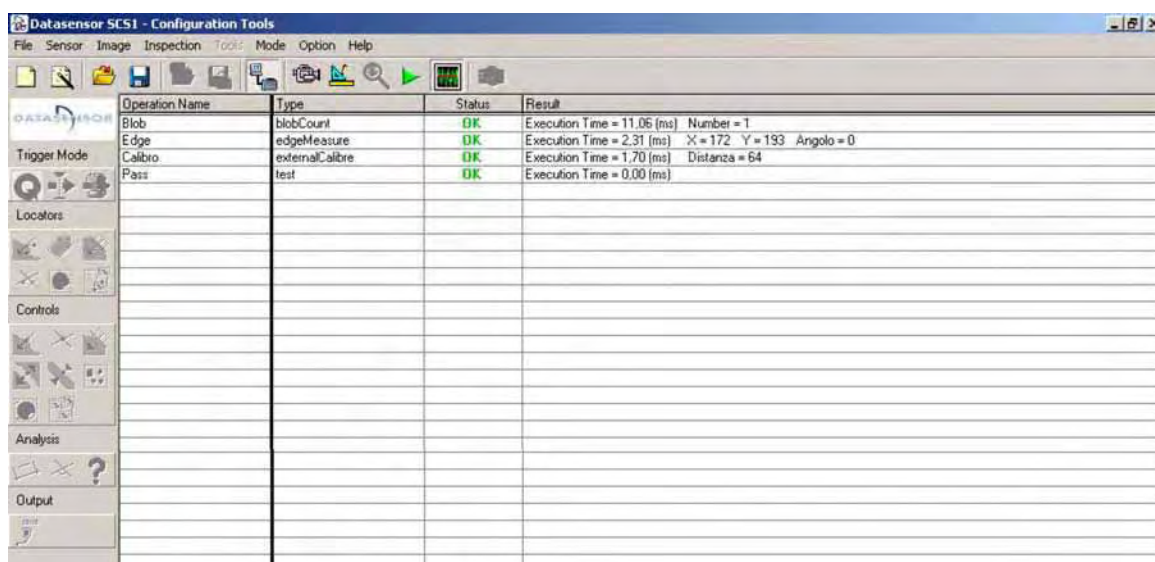 Datasensor SCS1 - Configuration Tools
File Sensor Image Inspection Tools Mode Option Help
DATASENSOR
Operation Name Type Status Result
Blob blobCount OK Execution Time = 11,06 (ms) Number = 1
Edge edgeMeasure OK Execution Time = 2,31 (ms) X = 172 Y = 193 Angolo = 0
Calibro externalCalibre OK Execution Time = 1,70 (ms) Distanza = 64
Pass test OK Execution Time = 0,00 (ms)
Trigger Mode
Locators
Controls
Analysis
Output